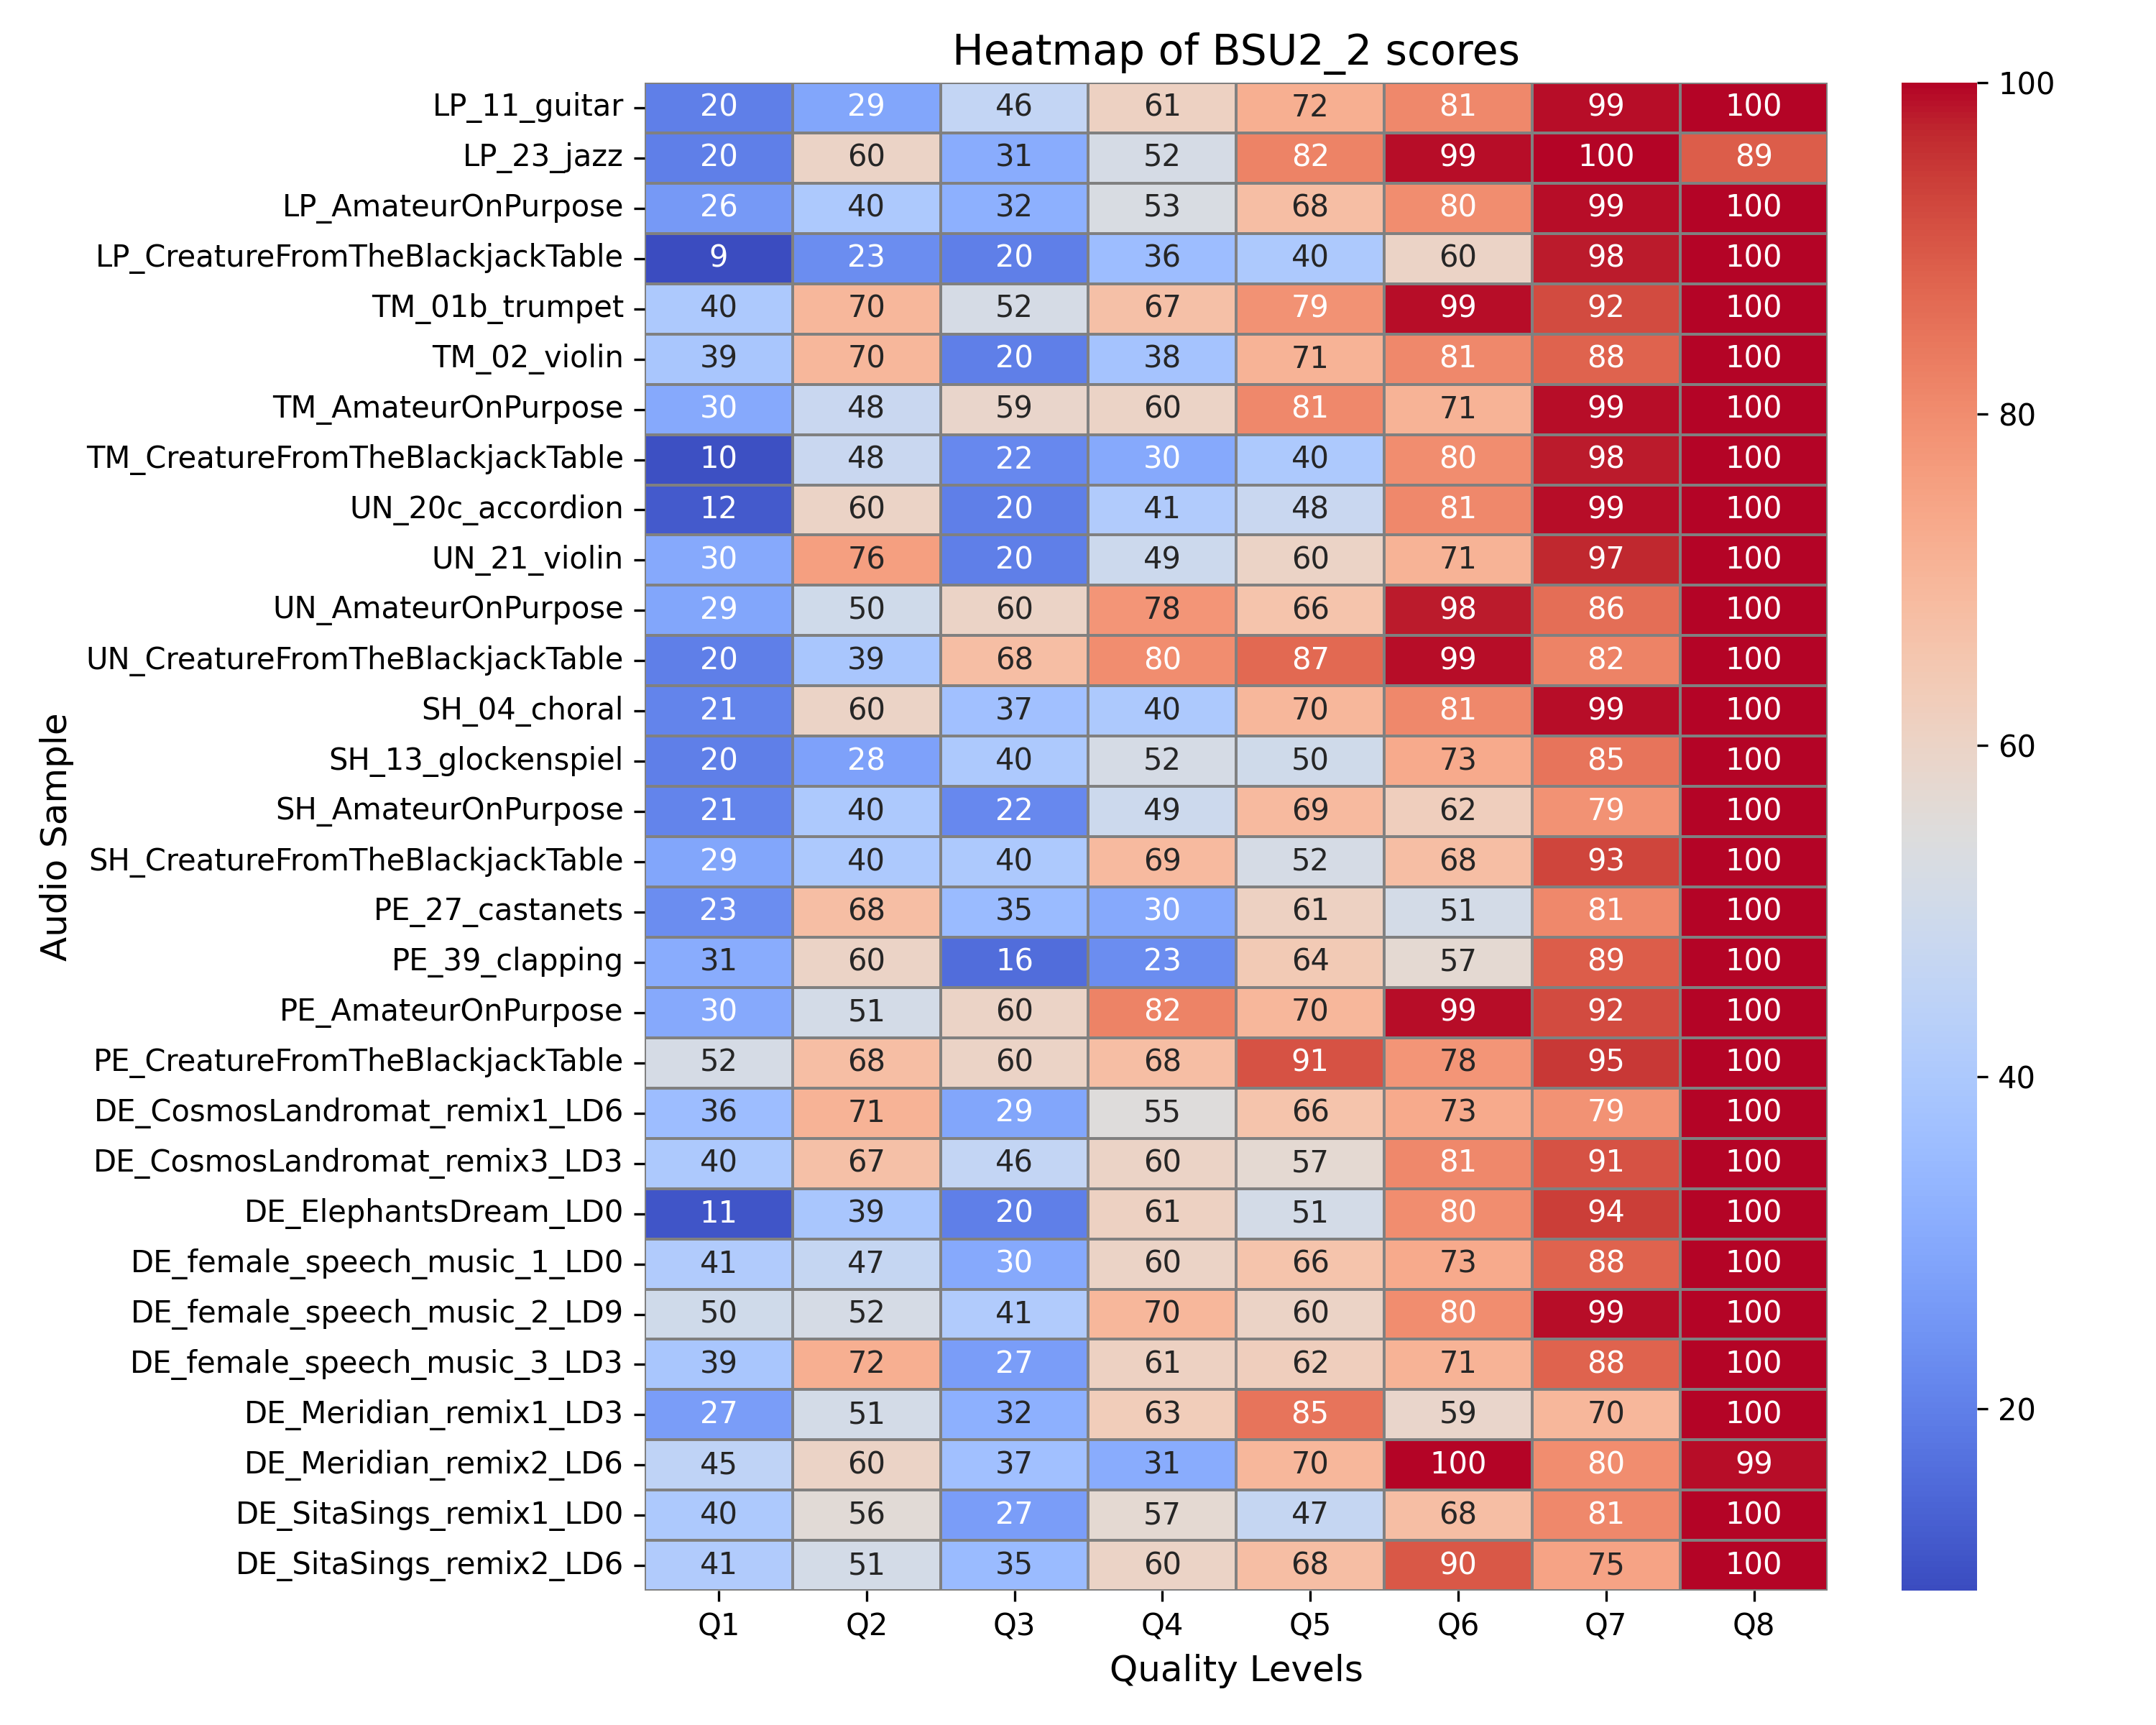 Heatmap of BSU2_2 scores
LP_11_guitar 20 29 46 61 72 81 99 100
LP_23_jazz 20 60 31 52 82 99 100 89
LP_AmateurOnPurpose 26 40 32 53 68 80 99 100
LP_CreatureFromTheBlackjackTable 9 23 20 36 40 60 98 100
TM_01b_trumpet 40 70 52 67 79 99 92 100
TM_02_violin 39 70 20 38 71 81 88 100
TM_AmateurOnPurpose 30 48 59 60 81 71 99 100
TM_CreatureFromTheBlackjackTable 10 48 22 30 40 80 98 100
UN_20c_accordion 12 60 20 41 48 81 99 100
UN_21_violin 30 76 20 49 60 71 97 100
UN_AmateurOnPurpose 29 50 60 78 66 98 86 100
UN_CreatureFromTheBlackjackTable 20 39 68 80 87 99 82 100
SH_04_choral 21 60 37 40 70 81 99 100
SH_13_glockenspiel 20 28 40 52 50 73 85 100
SH_AmateurOnPurpose 21 40 22 49 69 62 79 100
SH_CreatureFromTheBlackjackTable 29 40 40 69 52 68 93 100
PE_27_castanets 23 68 35 30 61 51 81 100
PE_39_clapping 31 60 16 23 64 57 89 100
PE_AmateurOnPurpose 30 51 60 82 70 99 92 100
PE_CreatureFromTheBlackjackTable 52 68 60 68 91 78 95 100
DE_CosmosLandromat_remix1_LD6 36 71 29 55 66 73 79 100
DE_CosmosLandromat_remix3_LD3 40 67 46 60 57 81 91 100
DE_ElephantsDream_LD0 11 39 20 61 51 80 94 100
DE_female_speech_music_1_LD0 41 47 30 60 66 73 88 100
DE_female_speech_music_2_LD9 50 52 41 70 60 80 99 100
DE_female_speech_music_3_LD3 39 72 27 61 62 71 88 100
DE_Meridian_remix1_LD3 27 51 32 63 85 59 70 100
DE_Meridian_remix2_LD6 45 60 37 31 70 100 80 99
DE_SitaSings_remix1_LD0 40 56 27 57 47 68 81 100
DE_SitaSings_remix2_LD6 41 51 35 60 68 90 75 100
Q1 Q2 Q3 Q4 Q5 Q6 Q7 Q8
Quality Levels
Audio Sample
100
80
60
40
20